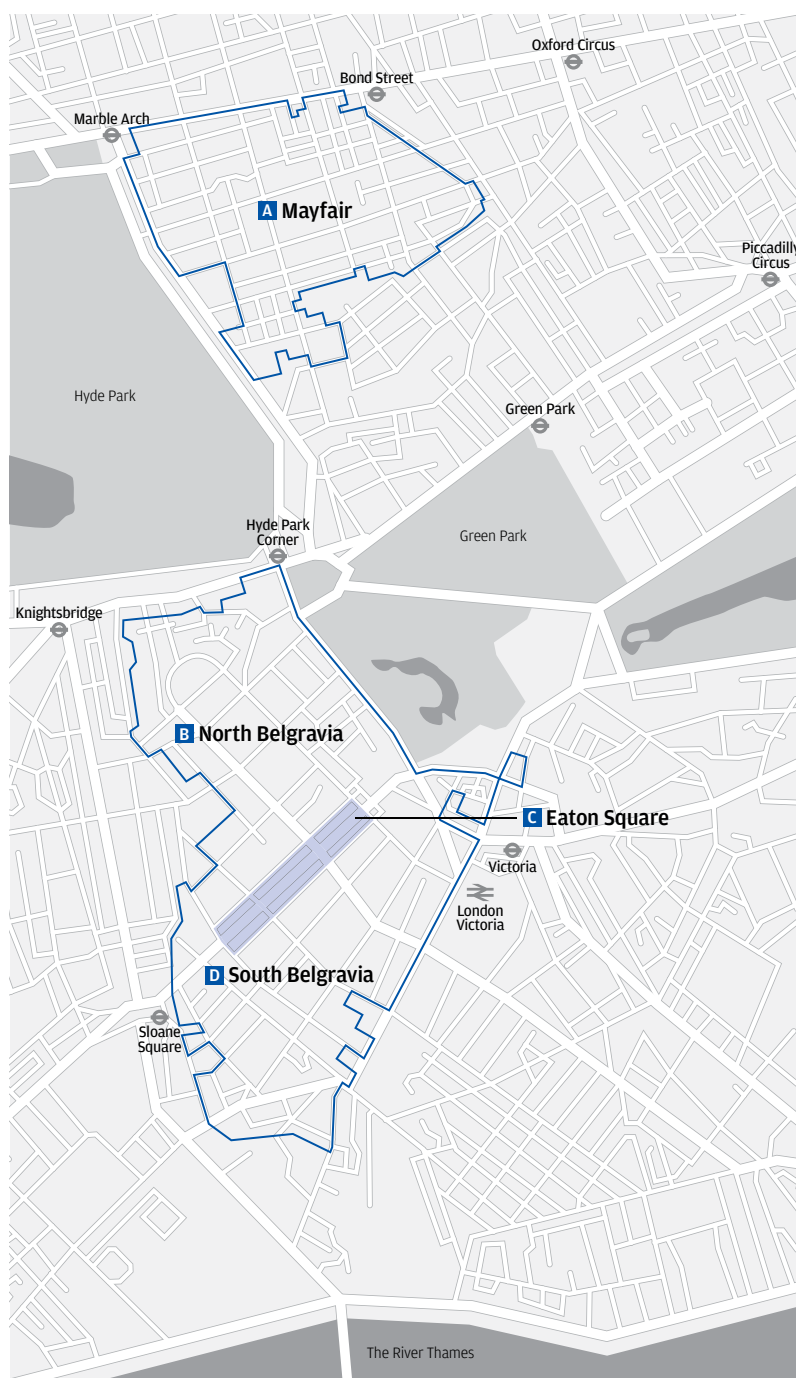 Oxford Circus
Bond Street
Marble Arch
A Mayfair
Piccadilly
Circus
Hyde Park
Green Park
Hyde Park
Corner
Green Park
Knightsbridge
B North Belgravia
C Eaton Square
Victoria
London
Victoria
D South Belgravia
Sloane
Square
The River Thames